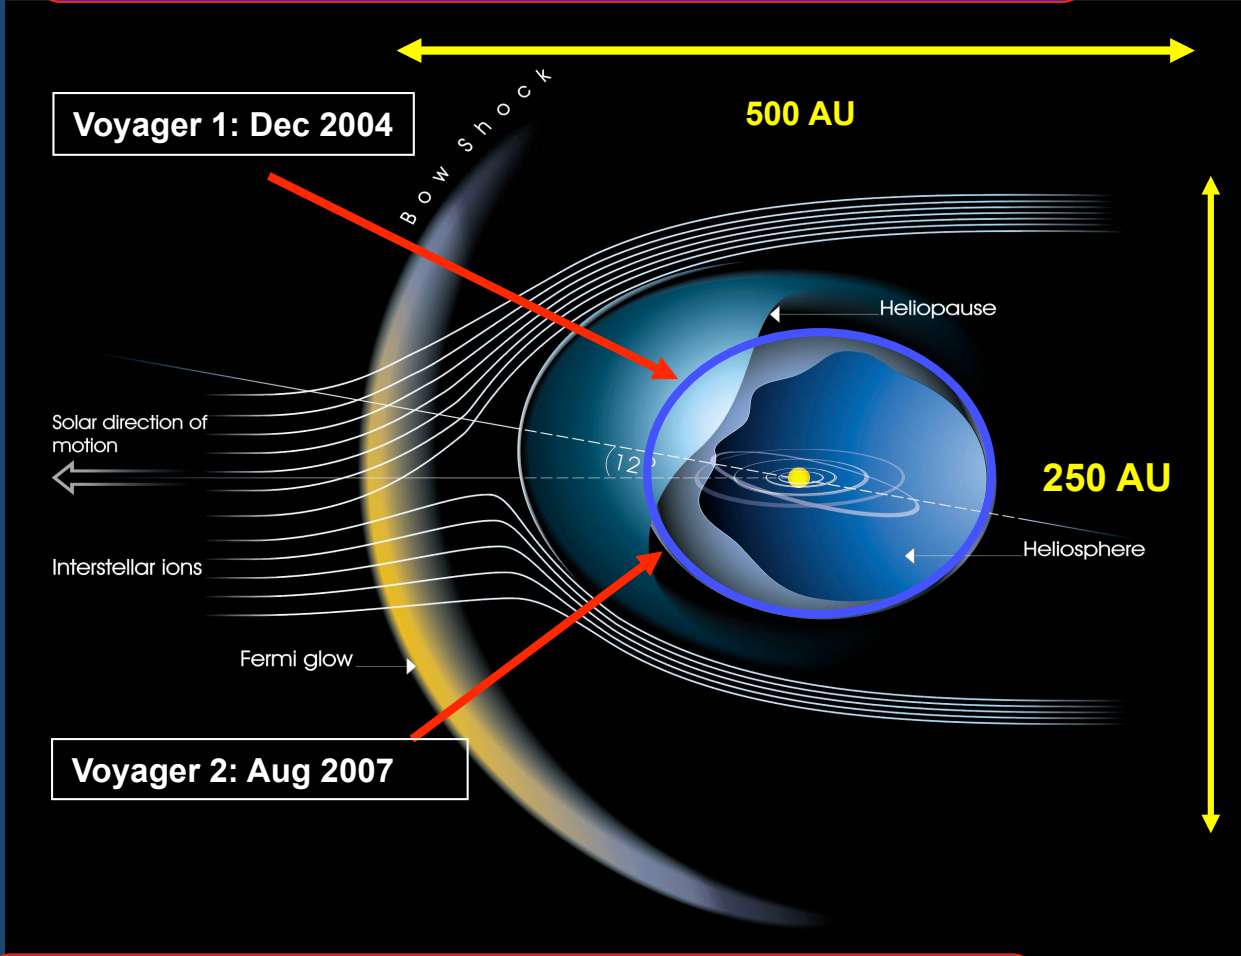 500 AU
Voyager 1: Dec 2004
Bow Shock
Heliopause
Solar direction of
motion
12°
250 AU
Heliosphere
Interstellar ions
Fermi glow
Voyager 2: Aug 2007